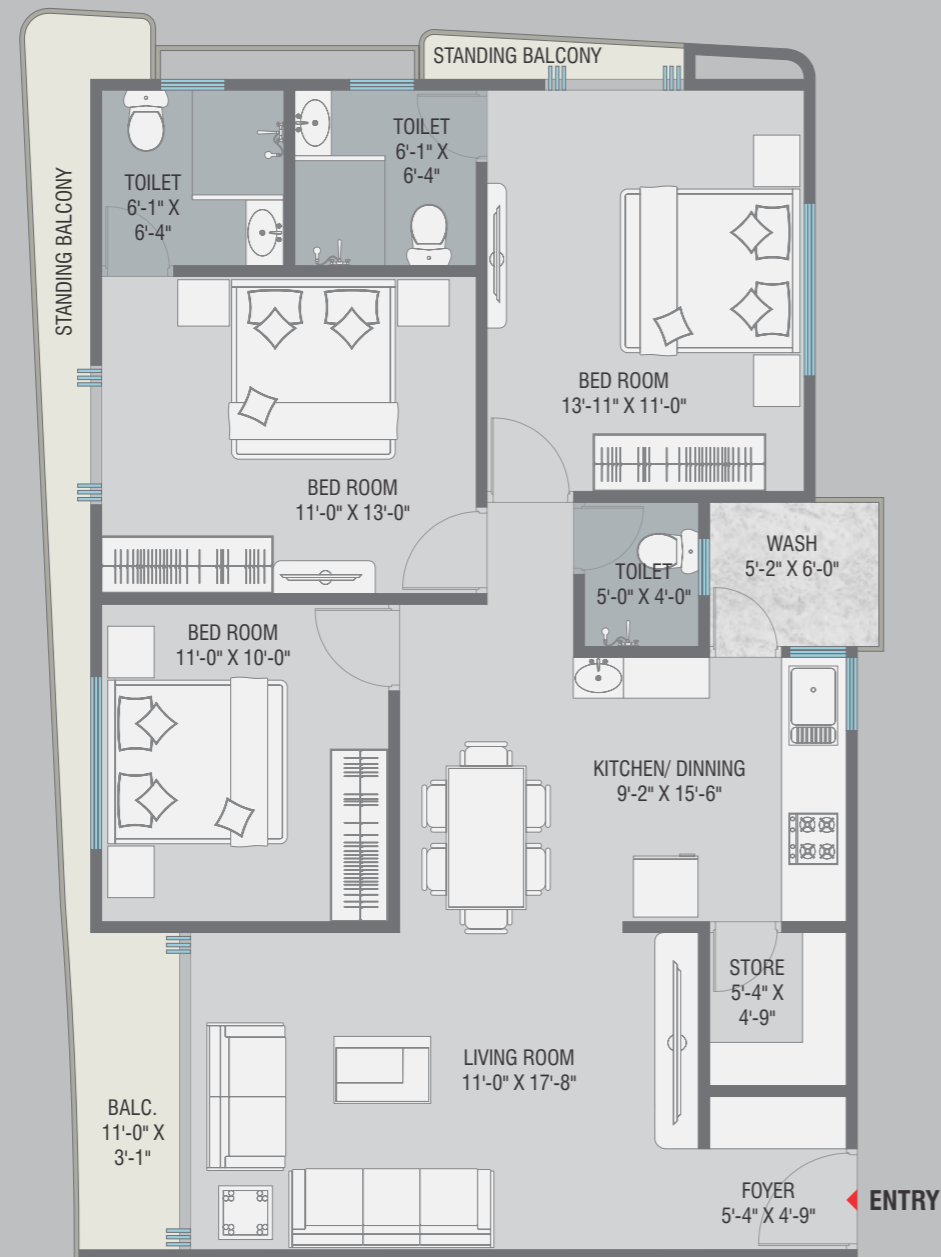 STANDING BALCONY
TOILET
6'-1" X
6'-4"
TOILET
6'-1" X
6'-4"
STANDING BALCONY
BED ROOM
13'-11" X 11'-0"
BED ROOM
11'-0" X 13'-0"
WASH
5'-2" X 6'-0"
TOILET
5'-0" X 4'-0"
BED ROOM
11'-0" X 10'-0"
KITCHEN/ DINNING
9'-2" X 15'-6"
STORE
5'-4" X
4'-9"
LIVING ROOM
11'-0" X 17'-8"
BALC.
11'-0" X
3'-1"
FOYER
5'-4" X 4'-9"
ENTRY